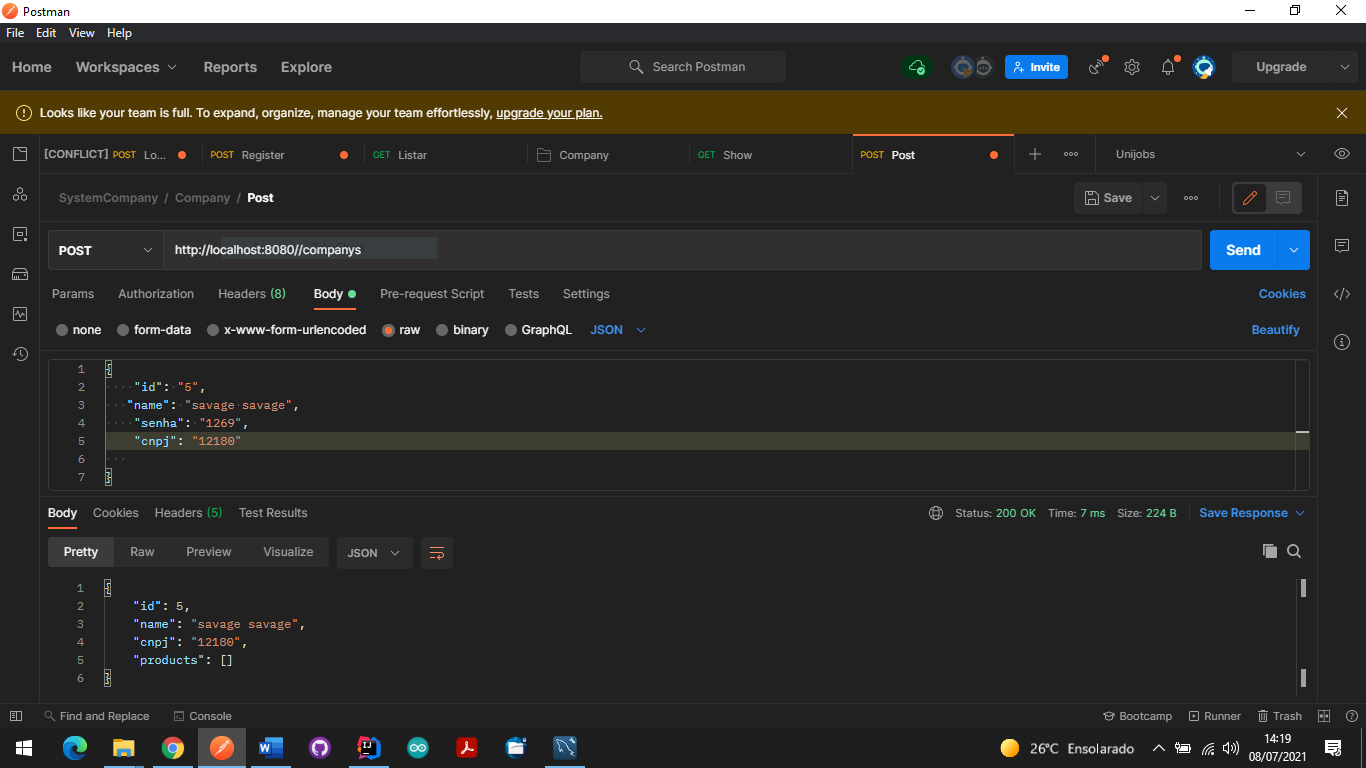 Postman
File Edit View Help
Home Workspaces Reports Explore Search Postman Invite Upgrade
Looks like your team is full. To expand, organize, manage your team effortlessly, upgrade your plan.
[CONFLICT] POST Lo... POST Register GET Listar Company GET Show POST Post Unijobs
SystemCompany / Company / Post Save
POST http://localhost:8080//companys Send
Params Authorization Headers (8) Body Pre-request Script Tests Settings Cookies
none form-data x-www-form-urlencoded raw binary GraphQL JSON Beautify
1 {
2 "id": "5",
3 "name": "savage savage",
4 "senha": "1269",
5 "cnpj": "12180"
6
7 }
Body Cookies Headers (5) Test Results Status: 200 OK Time: 7 ms Size: 224 B Save Response
Pretty Raw Preview Visualize JSON
1 {
2 "id": 5,
3 "name": "savage savage",
4 "cnpj": "12180",
5 "products": []
6 }
Find and Replace Console Bootcamp Runner Trash
26°C Ensolarado 14:19
08/07/2021